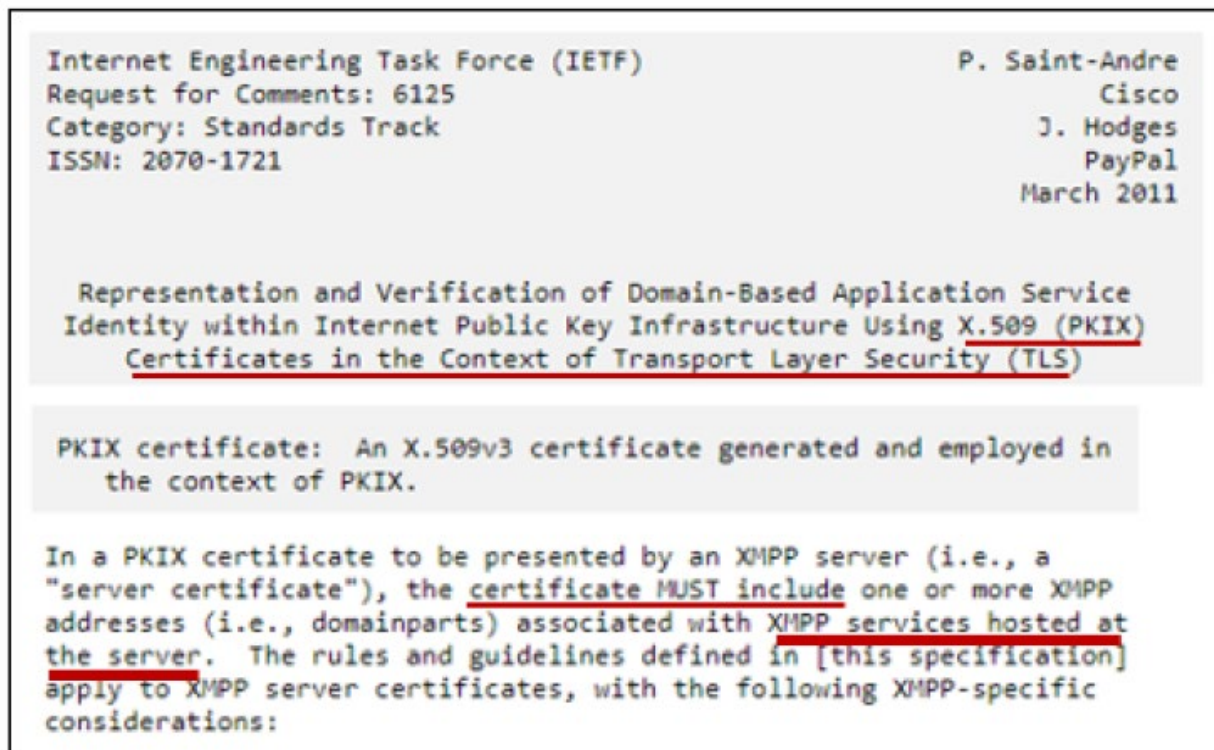 Internet Engineering Task Force (IETF) P. Saint-Andre
Request for Comments: 6125 Cisco
Category: Standards Track J. Hodges
ISSN: 2070-1721 PayPal
March 2011
Representation and Verification of Domain-Based Application Service
Identity within Internet Public Key Infrastructure Using X.509 (PKIX)
Certificates in the Context of Transport Layer Security (TLS)
PKIX certificate: An X.509v3 certificate generated and employed in
the context of PKIX.
In a PKIX certificate to be presented by an XMPP server (i.e., a
"server certificate"), the certificate MUST include one or more XMPP
addresses (i.e., domainparts) associated with XMPP services hosted at
the server. The rules and guidelines defined in [this specification]
apply to XMPP server certificates, with the following XMPP-specific
considerations: